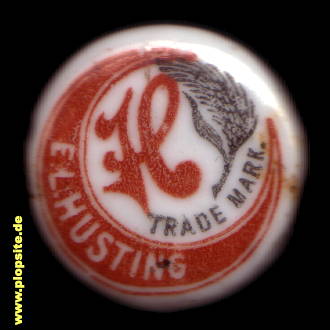 H
TRADE MARK.
E.L. HUSTING
www.plopsite.de